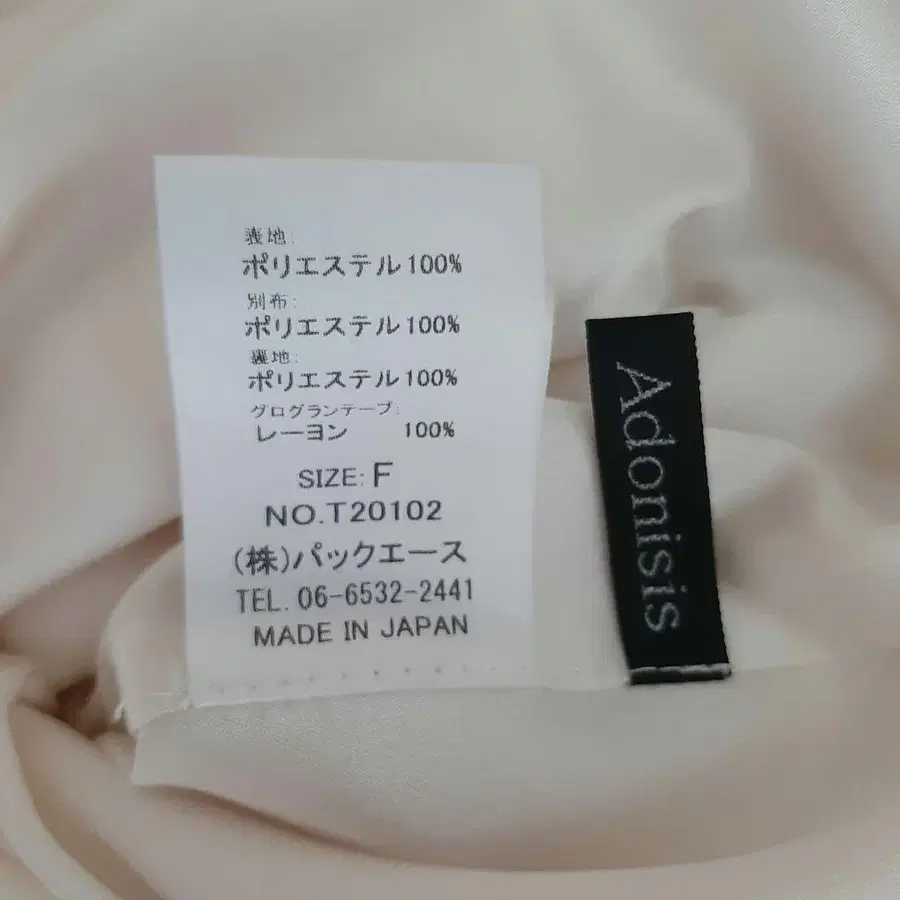 表地:
ポリエステル100%
別布:
ポリエステル100%
裏地:
ポリエステル100%
グログランテープ:
レーヨン 100%
SIZE: F
NO.T20102
(株)パックエース
TEL. 06-6532-2441
MADE IN JAPAN
Adonisis